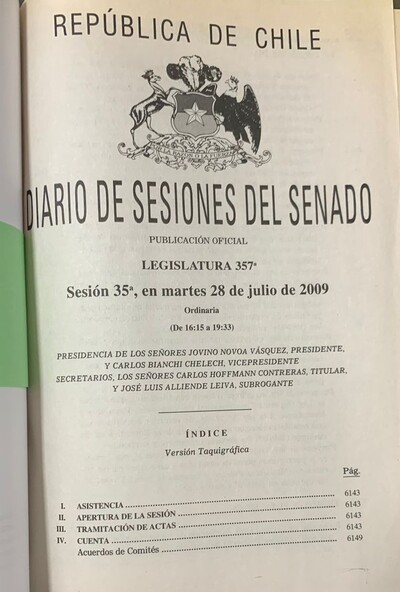 REPÚBLICA DE CHILE
DIARIO DE SESIONES DEL SENADO
PUBLICACIÓN OFICIAL
LEGISLATURA 357ª
Sesión 35ª, en martes 28 de julio de 2009
Ordinaria
(De 16:15 a 19:33)
PRESIDENCIA DE LOS SEÑORES JOVINO NOVOA VÁSQUEZ, PRESIDENTE,
Y CARLOS BIANCHI CHELECH, VICEPRESIDENTE
SECRETARIOS, LOS SEÑORES CARLOS HOFFMANN CONTRERAS, TITULAR,
Y JOSÉ LUIS ALLIENDE LEIVA, SUBROGANTE
ÍNDICE
Versión Taquigráfica
Pág.
I. ASISTENCIA 6143
II. APERTURA DE LA SESIÓN 6143
III. TRAMITACIÓN DE ACTAS 6143
IV. CUENTA 6143
Acuerdos de Comités 6149